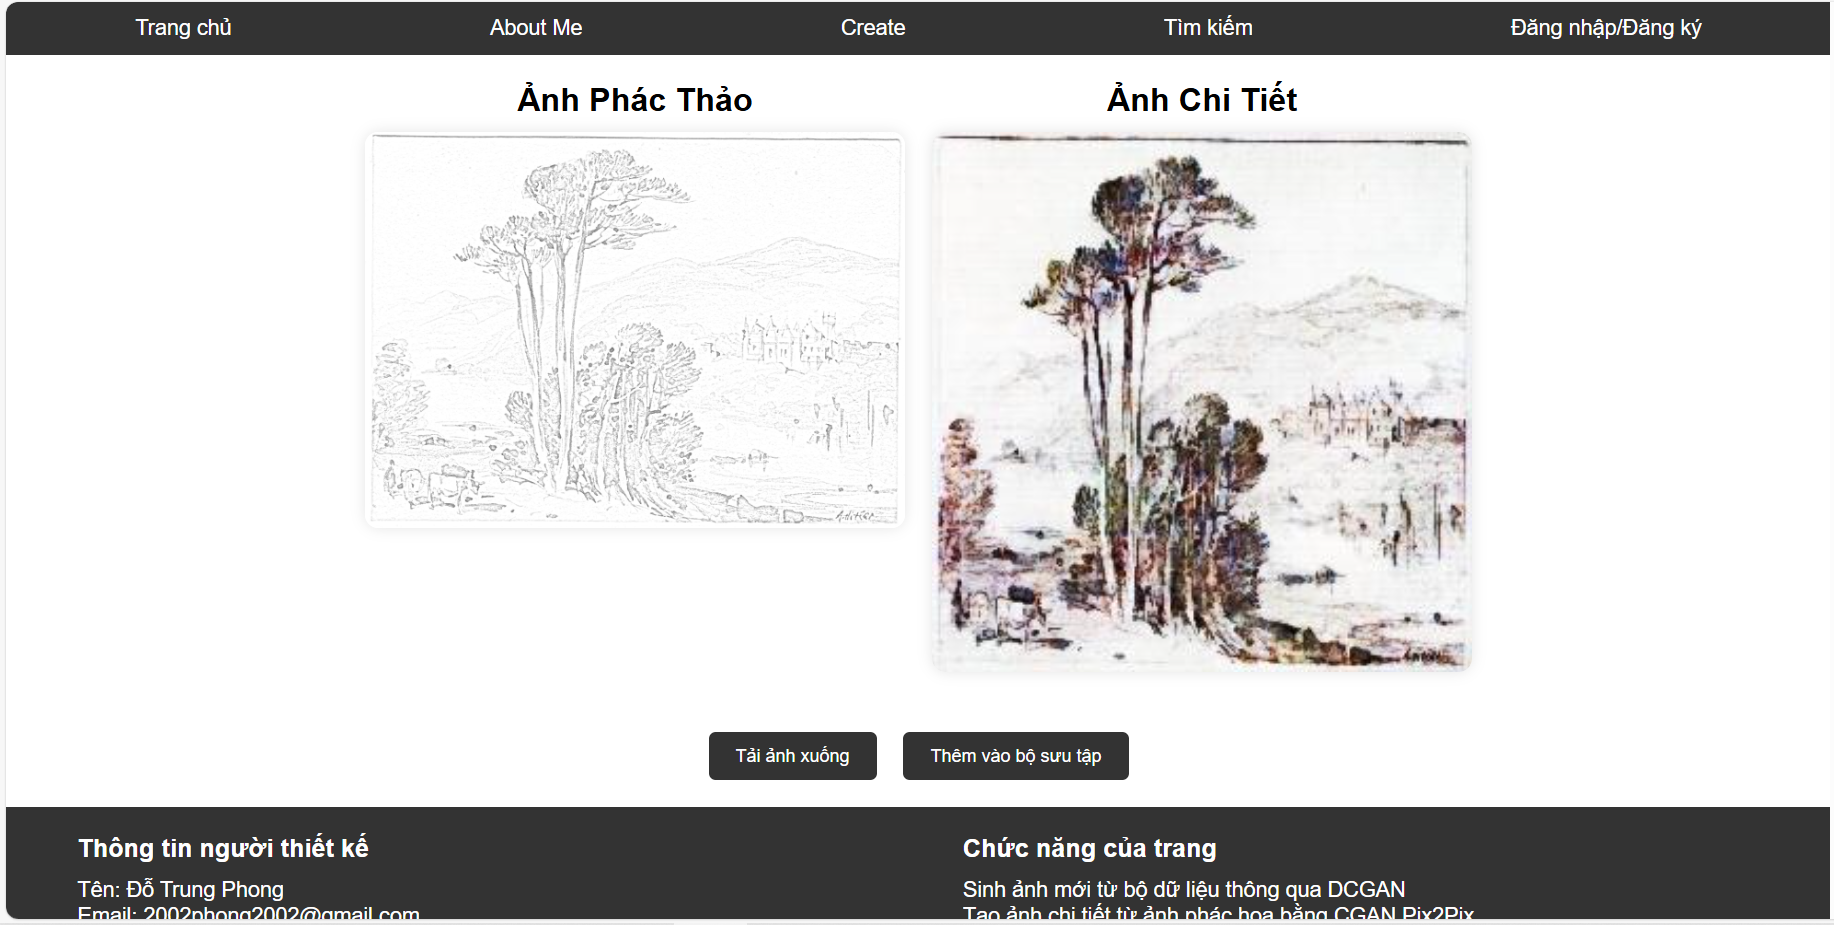 Trang chủ
About Me
Create
Tìm kiếm
Đăng nhập/Đăng ký
Ảnh Phác Thảo
Ảnh Chi Tiết
Tải ảnh xuống
Thêm vào bộ sưu tập
Thông tin người thiết kế
Tên: Đỗ Trung Phong
Email: 2002phong2002@gmail.com
Chức năng của trang
Sinh ảnh mới từ bộ dữ liệu thông qua DCGAN
Tạo ảnh chi tiết từ ảnh phác họa bằng CGAN Pix2Pix